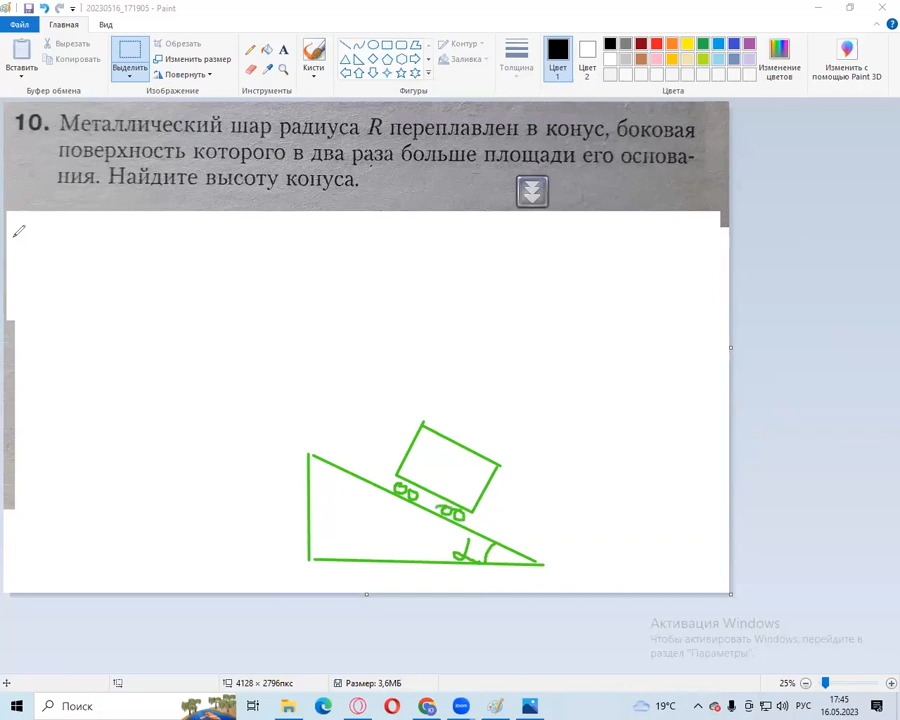 20230516_171905 - Paint
Файл Главная Вид
Вставить
Вырезать
Копировать
Буфер обмена
Выделить
Обрезать
Изменить размер
Повернуть
Изображение
A
Инструменты
Кисти
Контур
Заливка
Фигуры
Толщина
Цвет 1
Цвет 2
Изменение цветов
Цвета
Изменить с помощью Paint 3D
10. Металлический шар радиуса R переплавлен в конус, боковая
поверхность которого в два раза больше площади его основа-
ния. Найдите высоту конуса.
α
Активация Windows
Чтобы активировать Windows, перейдите в
раздел "Параметры".
4128 × 2796пкс
Размер: 3,6МБ
25%
Поиск
19°C
РУС
17:45
16.05.2023